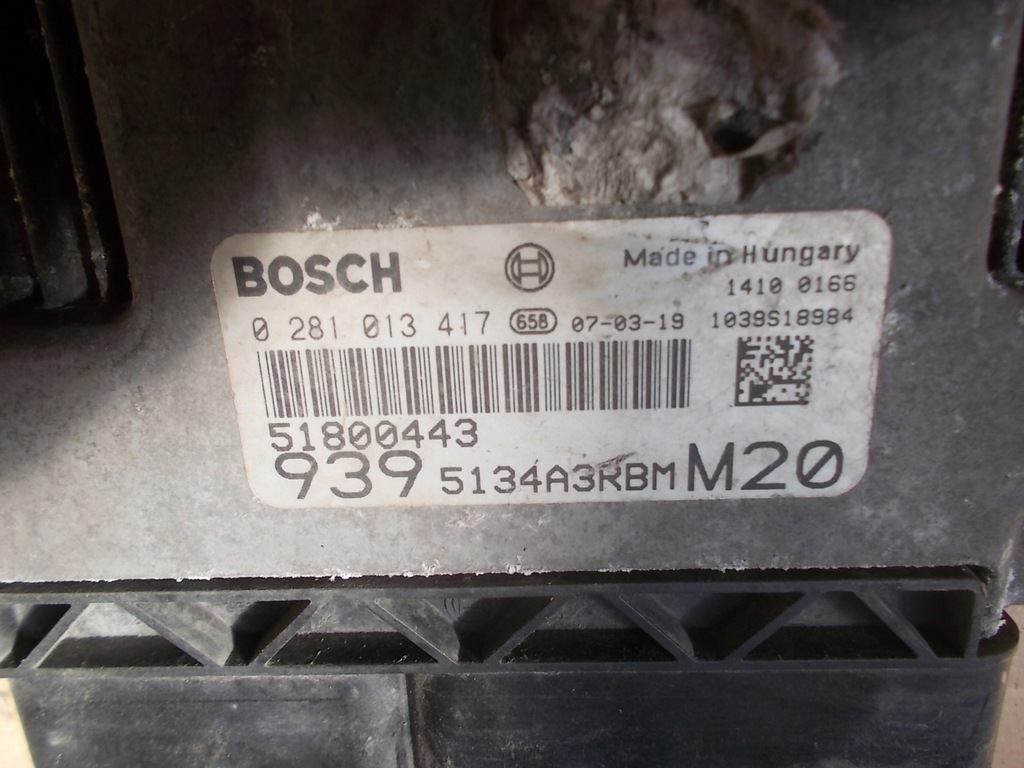 BOSCH Made in Hungary
1410 0166
0 281 013 417 658 07-03-19 1039S18984
51800443
939 5134A3RBM M20